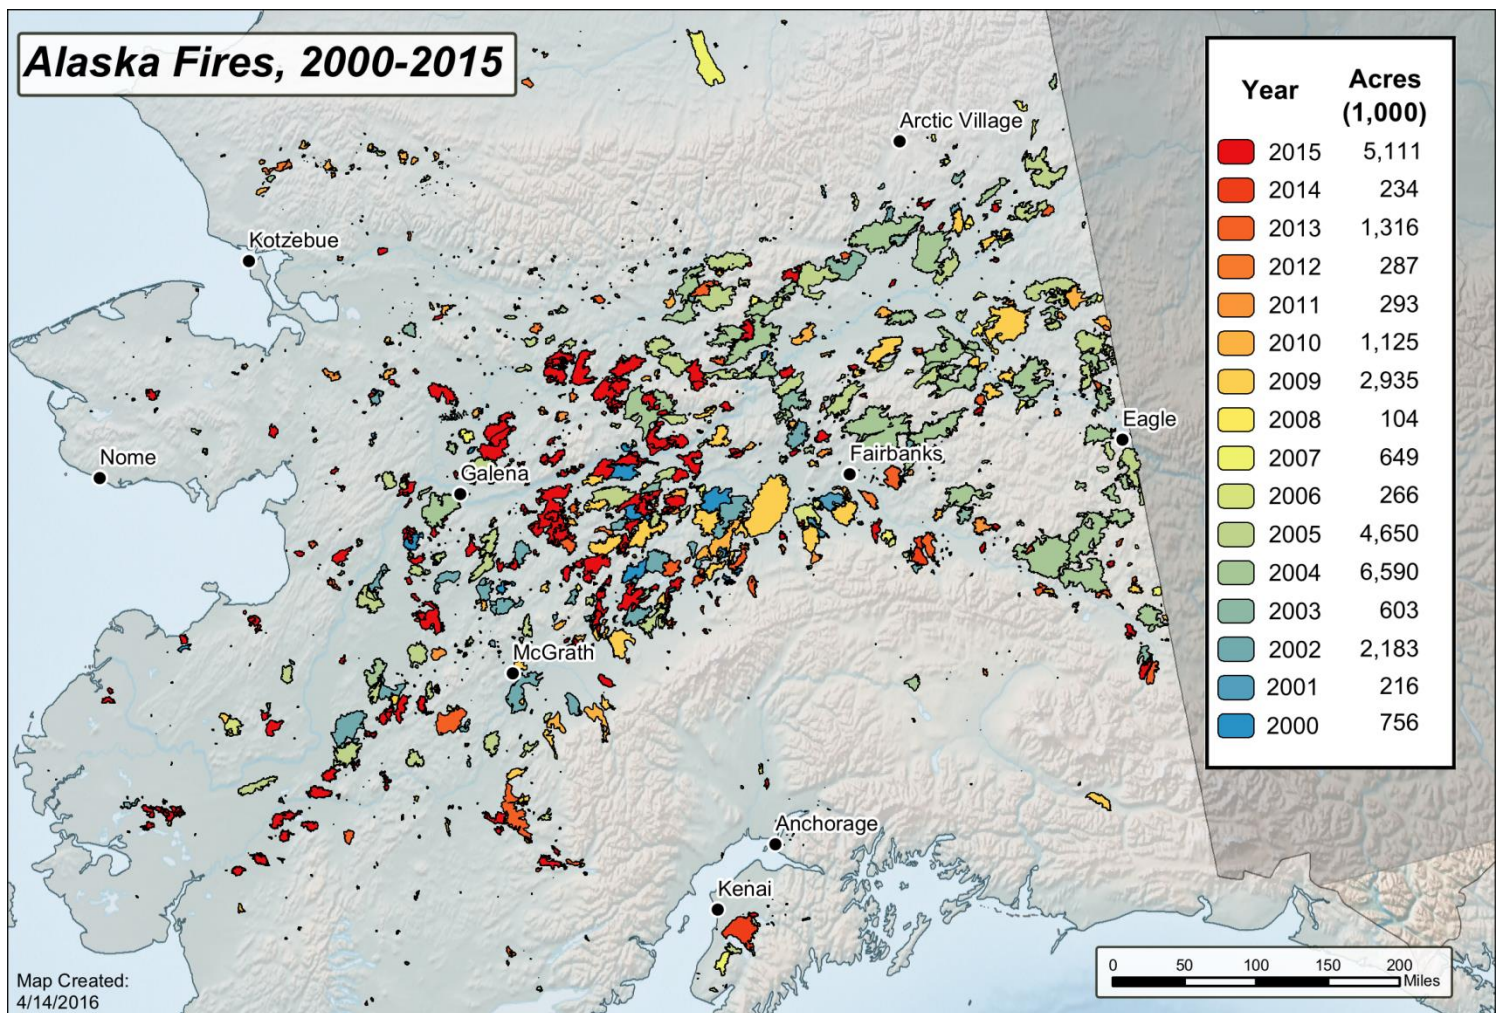 Alaska Fires, 2000-2015
Year Acres
(1,000)
2015 5,111
2014 234
2013 1,316
2012 287
2011 293
2010 1,125
2009 2,935
2008 104
2007 649
2006 266
2005 4,650
2004 6,590
2003 603
2002 2,183
2001 216
2000 756
Arctic Village
Kotzebue
Eagle
Nome
Fairbanks
Galena
McGrath
Anchorage
Kenai
0 50 100 150 200
Miles
Map Created:
4/14/2016